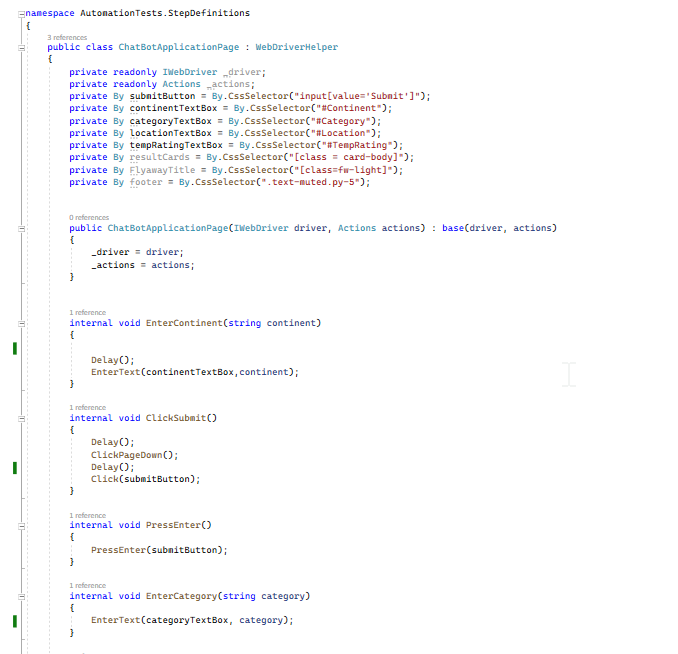 namespace AutomationTests.StepDefinitions
{
3 references
public class ChatBotApplicationPage : WebDriverHelper
{
private readonly IWebDriver _driver;
private readonly Actions _actions;
private By submitButton = By.CssSelector("input[value='Submit']");
private By continentTextBox = By.CssSelector("#Continent");
private By categoryTextBox = By.CssSelector("#Category");
private By locationTextBox = By.CssSelector("#Location");
private By tempRatingTextBox = By.CssSelector("#TempRating");
private By resultCards = By.CssSelector("[class = card-body]");
private By FlyawayTitle = By.CssSelector("[class=fw-light]");
private By footer = By.CssSelector(".text-muted.py-5");
0 references
public ChatBotApplicationPage(IWebDriver driver, Actions actions) : base(driver, actions)
{
_driver = driver;
_actions = actions;
}
1 reference
internal void EnterContinent(string continent)
{
Delay();
EnterText(continentTextBox,continent);
}
1 reference
internal void ClickSubmit()
{
Delay();
ClickPageDown();
Delay();
Click(submitButton);
}
1 reference
internal void PressEnter()
{
PressEnter(submitButton);
}
1 reference
internal void EnterCategory(string category)
{
EnterText(categoryTextBox, category);
}